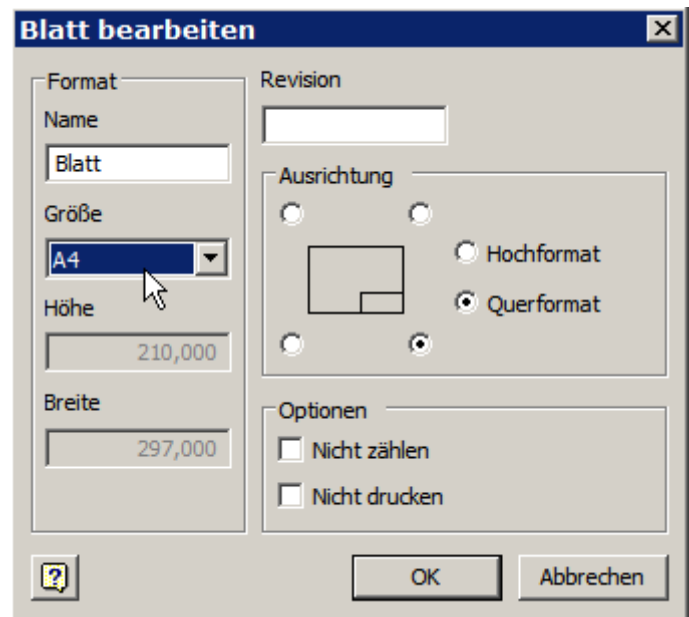 Blatt bearbeiten
Format
Name
Blatt
Größe
A4
Höhe
210,000
Breite
297,000
Revision
Ausrichtung
Hochformat
Querformat
Optionen
Nicht zählen
Nicht drucken
?
OK
Abbrechen